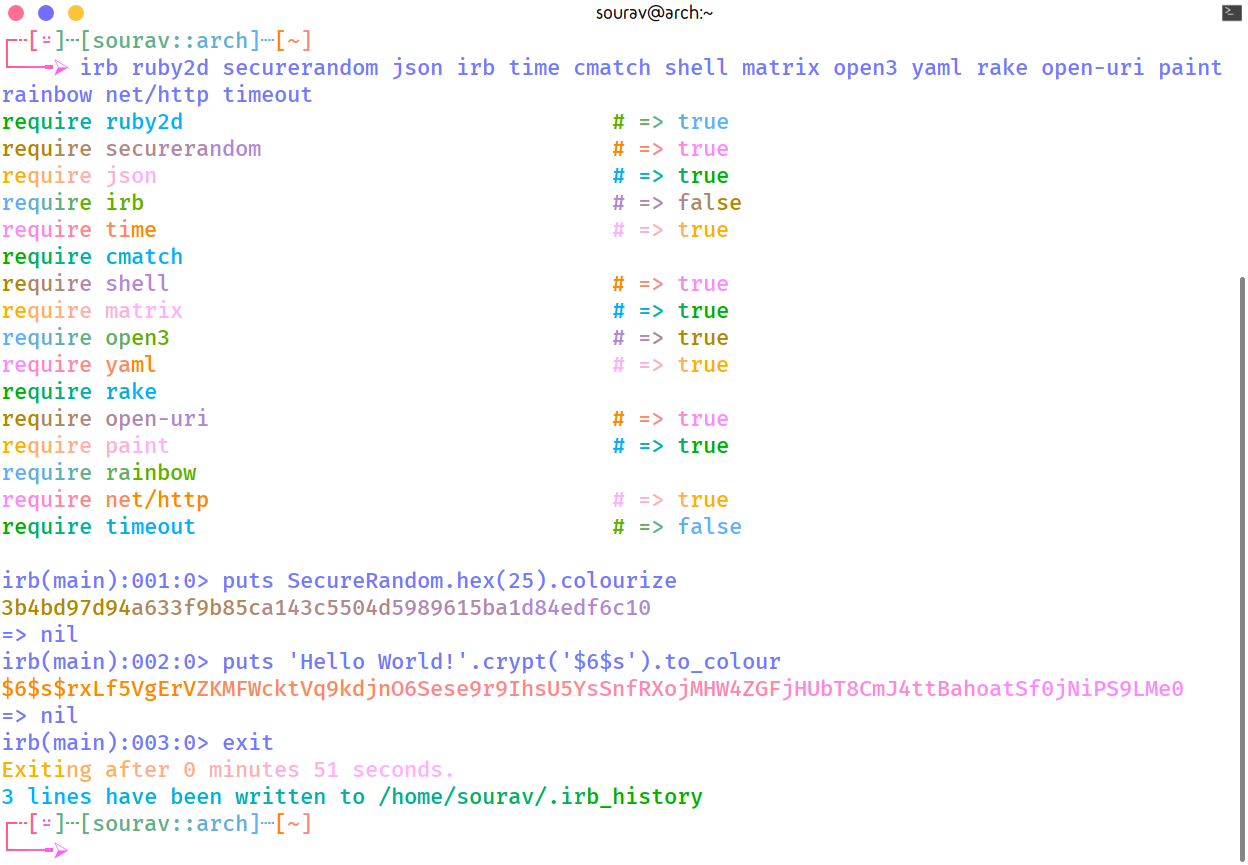 sourav@arch:~
[¨]---[sourav::arch]---[~]
irb ruby2d securerandom json irb time cmatch shell matrix open3 yaml rake open-uri paint
rainbow net/http timeout
require ruby2d # => true
require securerandom # => true
require json # => true
require irb # => false
require time # => true
require cmatch
require shell # => true
require matrix # => true
require open3 # => true
require yaml # => true
require rake
require open-uri # => true
require paint # => true
require rainbow
require net/http # => true
require timeout # => false
irb(main):001:0> puts SecureRandom.hex(25).colourize
3b4bd97d94a633f9b85ca143c5504d5989615ba1d84edf6c10
=> nil
irb(main):002:0> puts 'Hello World!'.crypt('$6$s').to_colour
$6$s$rxLf5VgErVZKMFWcktVq9kdjnO6Sese9r9IhsU5YsSnfRXojMHW4ZGFjHUbT8CmJ4ttBahoatSf0jNiPS9LMe0
=> nil
irb(main):003:0> exit
Exiting after 0 minutes 51 seconds.
3 lines have been written to /home/sourav/.irb_history
[¨]---[sourav::arch]---[~]